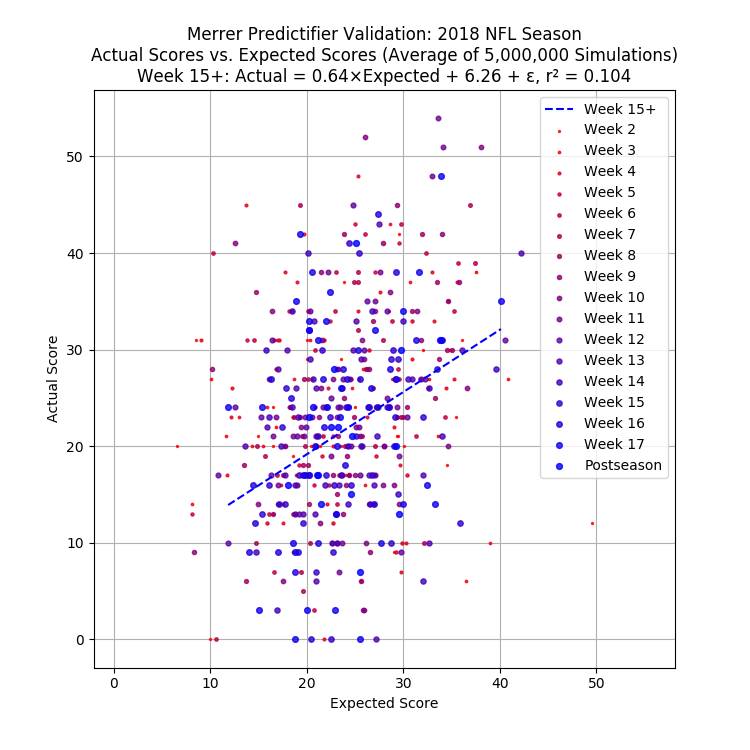 Merrer Predictifier Validation: 2018 NFL Season
Actual Scores vs. Expected Scores (Average of 5,000,000 Simulations)
Week 15+: Actual = 0.64×Expected + 6.26 + ε, r² = 0.104
Week 15+
Week 2
Week 3
Week 4
Week 5
Week 6
Week 7
Week 8
Week 9
Week 10
Week 11
Week 12
Week 13
Week 14
Week 15
Week 16
Week 17
Postseason
Actual Score
50
40
30
20
10
0
0 10 20 30 40 50
Expected Score